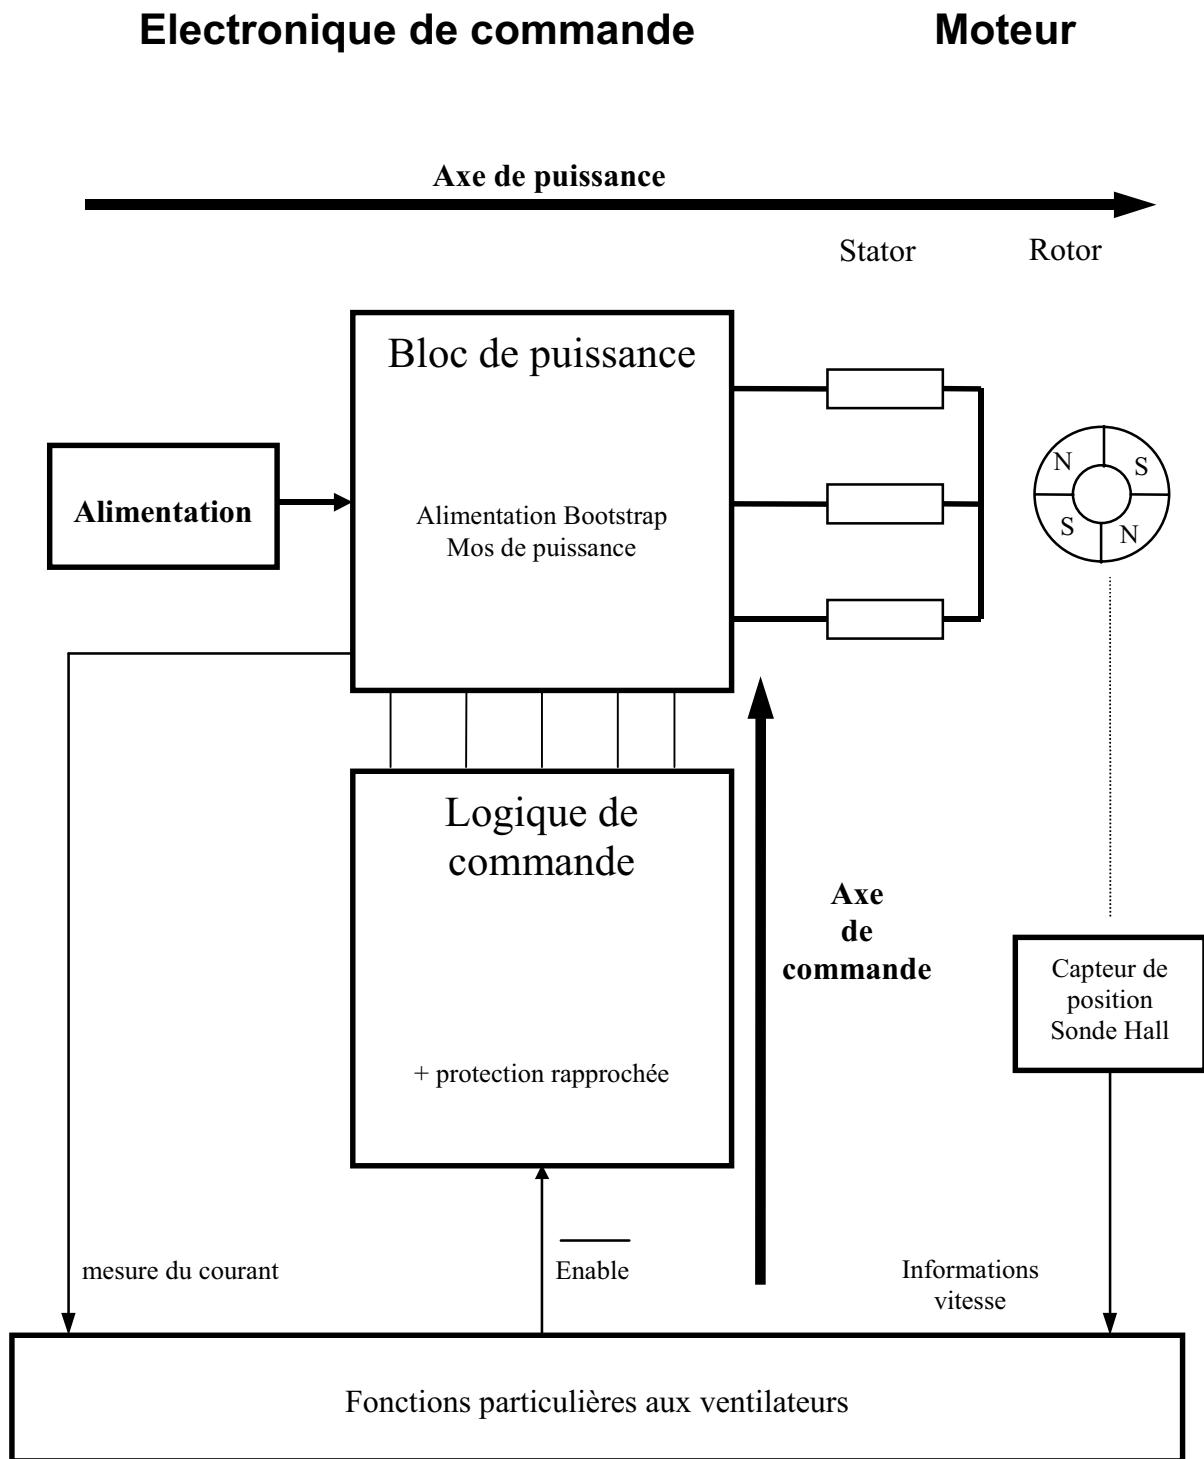 Electronique de commande
Moteur
Axe de puissance
Stator
Rotor
Bloc de puissance
Alimentation Bootstrap
Mos de puissance
Alimentation
N
S
S
N
Logique de
commande
+ protection rapprochée
Axe
de
commande
Capteur de
position
Sonde Hall
mesure du courant
Enable
Informations
vitesse
Fonctions particulières aux ventilateurs